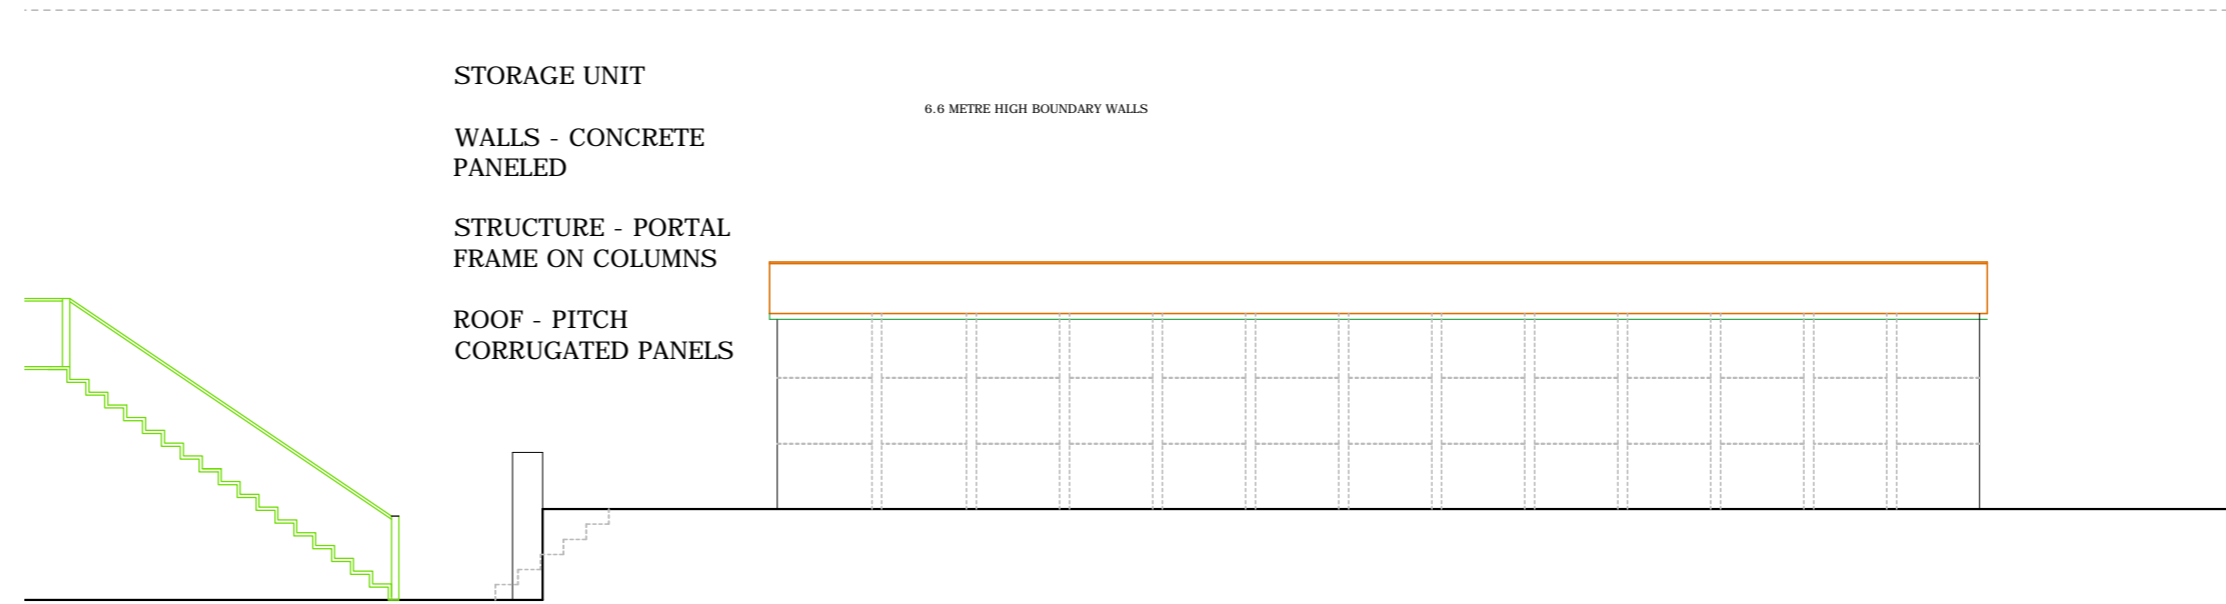 STORAGE UNIT
6.6 METRE HIGH BOUNDARY WALLS
WALLS - CONCRETE
PANELED
STRUCTURE - PORTAL
FRAME ON COLUMNS
ROOF - PITCH
CORRUGATED PANELS